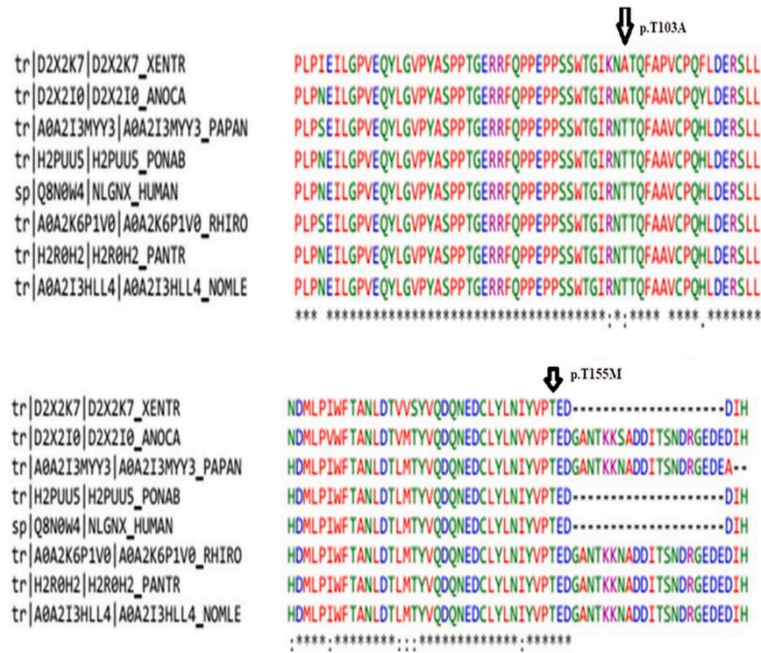 p.T103A
tr|D2X2K7|D2X2K7_XENTR PLPIEILGPVEQYLGVPYASPPTGERRFQPPEPPSSWTGIKNATQFAPVCPQFLDERSLL
tr|D2X2I0|D2X2I0_ANOCA PLPNEILGPVEQYLGVPYASPPTGERRFQPPEPPSSWTGIRNATQFAAVCPQYLDERSLL
tr|A0A2I3MYY3|A0A2I3MYY3_PAPAN PLPSEILGPVEQYLGVPYASPPTGERRFQPPEPPSSWTGIRNTTQFAAVCPQHLDERSLL
tr|H2PUU5|H2PUU5_PONAB PLPNEILGPVEQYLGVPYASPPTGERRFQPPEPPSSWTGIRNTTQFAAVCPQHLDERSLL
sp|Q8N0W4|NLGNX_HUMAN PLPNEILGPVEQYLGVPYASPPTGERRFQPPEPPSSWTGIRNTTQFAAVCPQHLDERSLL
tr|A0A2K6P1V0|A0A2K6P1V0_RHIRO PLPSEILGPVEQYLGVPYASPPTGERRFQPPEPPSSWTGIRNTTQFAAVCPQHLDERSLL
tr|H2R0H2|H2R0H2_PANTR PLPNEILGPVEQYLGVPYASPPTGERRFQPPEPPSSWTGIRNTTQFAAVCPQHLDERSLL
tr|A0A2I3HLL4|A0A2I3HLL4_NOMLE PLPNEILGPVEQYLGVPYASPPTGERRFQPPEPPSSWTGIRNTTQFAAVCPQHLDERSLL
*** ************************************:*:**** **** .*******
p.T155M
tr|D2X2K7|D2X2K7_XENTR NDMLPIWFTANLDTVVSYVQDQNEDCLYLNIYVPTED--------------------DIH
tr|D2X2I0|D2X2I0_ANOCA NDMLPVWFTANLDTVMTYVQDQNEDCLYLNVYVPTEDGANTKKSADDITSNDRGEDEDIH
tr|A0A2I3MYY3|A0A2I3MYY3_PAPAN HDMLPIWFTANLDTLMTYVQDQNEDCLYLNIYVPTEDGANTKKNADDITSNDRGEDEA--
tr|H2PUU5|H2PUU5_PONAB HDMLPIWFTANLDTLMTYVQDQNEDCLYLNIYVPTED--------------------DIH
sp|Q8N0W4|NLGNX_HUMAN HDMLPIWFTANLDTLMTYVQDQNEDCLYLNIYVPTED--------------------DIH
tr|A0A2K6P1V0|A0A2K6P1V0_RHIRO HDMLPIWFTANLDTLMTYVQDQNEDCLYLNIYVPTEDGANTKKNADDITSNDRGEDEDIH
tr|H2R0H2|H2R0H2_PANTR HDMLPIWFTANLDTLMTYVQDQNEDCLYLNIYVPTEDGANTKKNADDITSNDRGEDEDIH
tr|A0A2I3HLL4|A0A2I3HLL4_NOMLE HDMLPIWFTANLDTLMTYVQDQNEDCLYLNIYVPTEDGANTKKNADDITSNDRGEDEDIH
:****:********:::*************:******